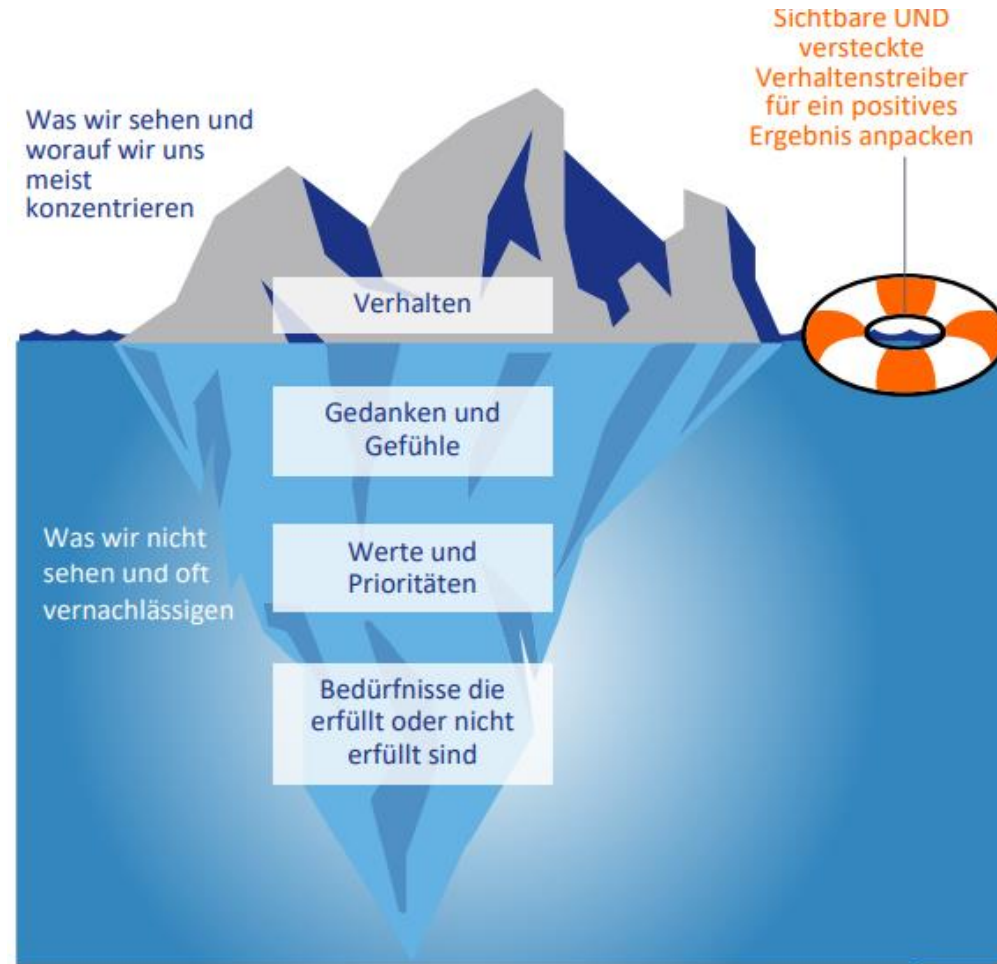 Sichtbare UND
versteckte
Verhaltenstreiber
für ein positives
Ergebnis anpacken
Was wir sehen und
worauf wir uns
meist
konzentrieren
Verhalten
Gedanken und
Gefühle
Was wir nicht
sehen und oft
vernachlässigen
Werte und
Prioritäten
Bedürfnisse die
erfüllt oder nicht
erfüllt sind